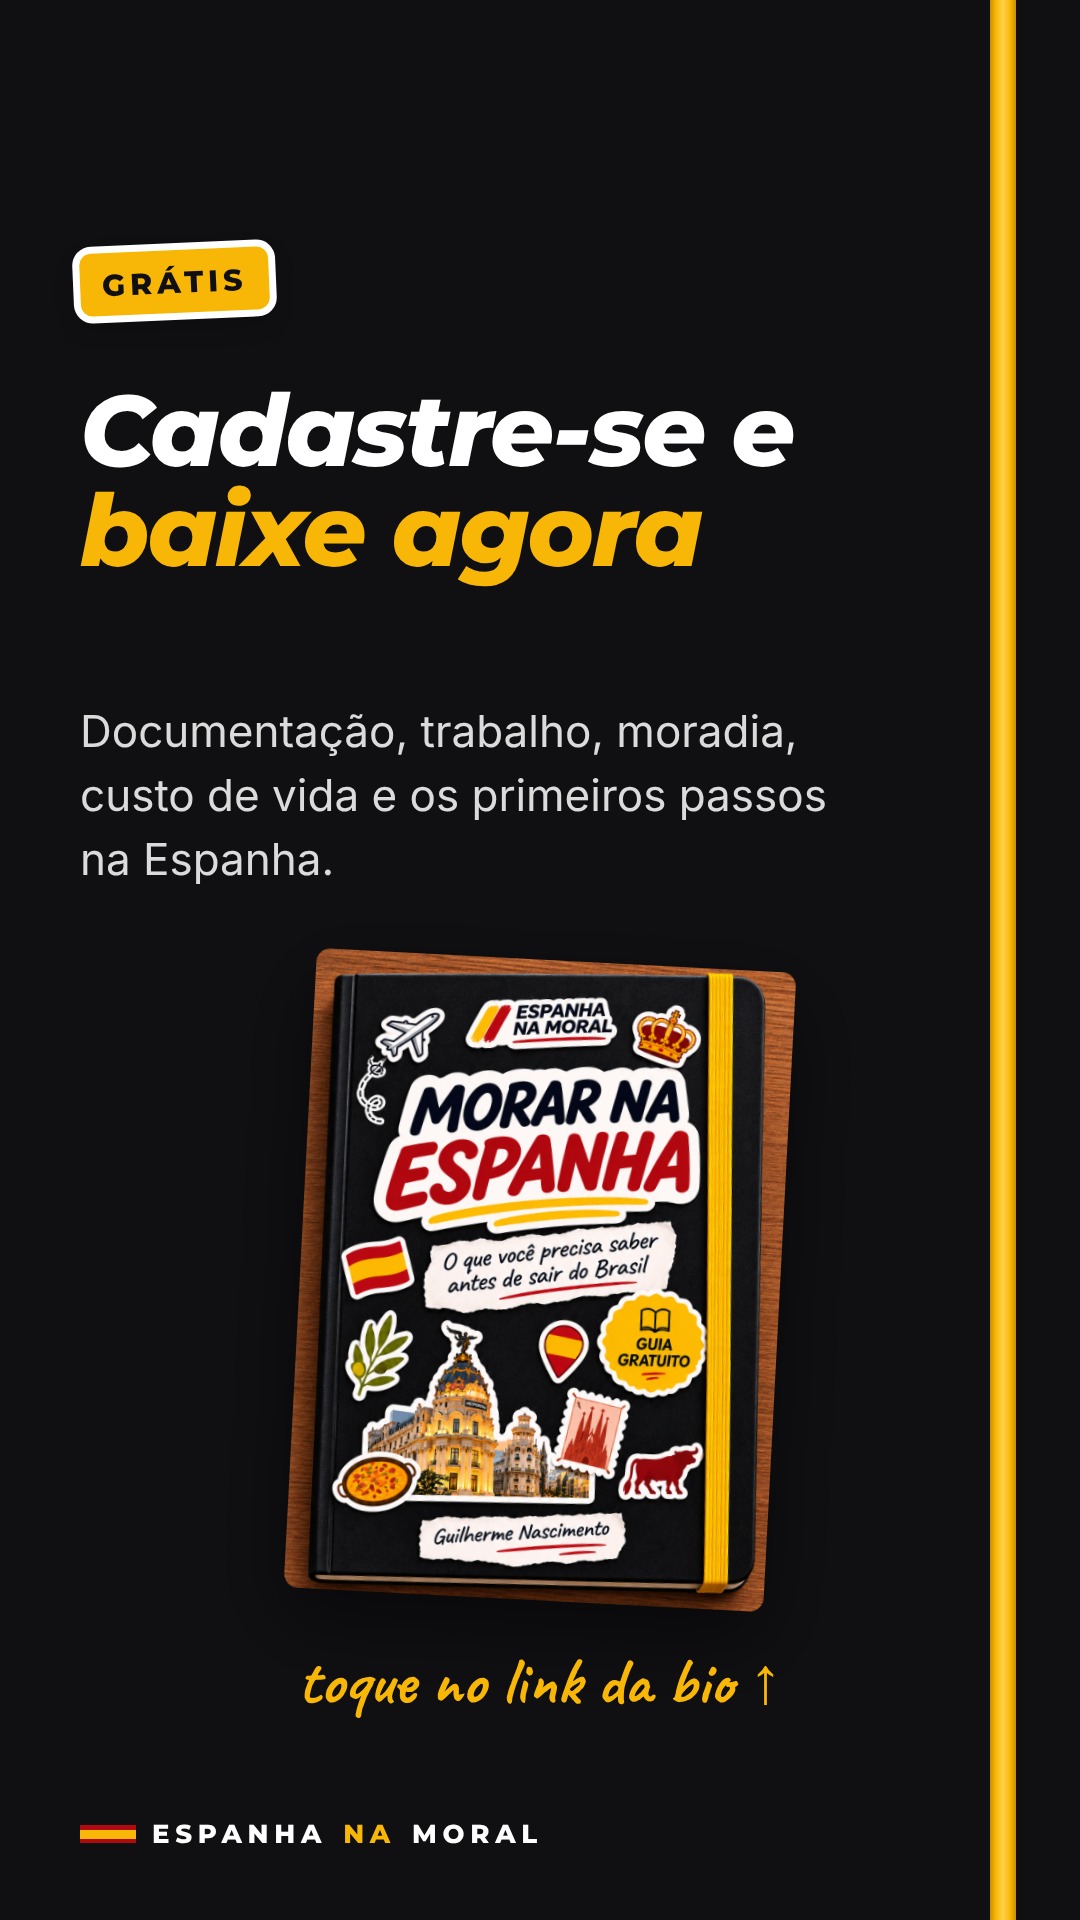 GRÁTIS
Cadastre-se e
baixe agora
Documentação, trabalho, moradia,
custo de vida e os primeiros passos
na Espanha.
ESPANHA
NA MORAL
MORAR NA
ESPANHA
O que você precisa saber
antes de sair do Brasil
GUIA
GRATUITO
Guilherme Nascimento
toque no link da bio ↑
ESPANHA NA MORAL